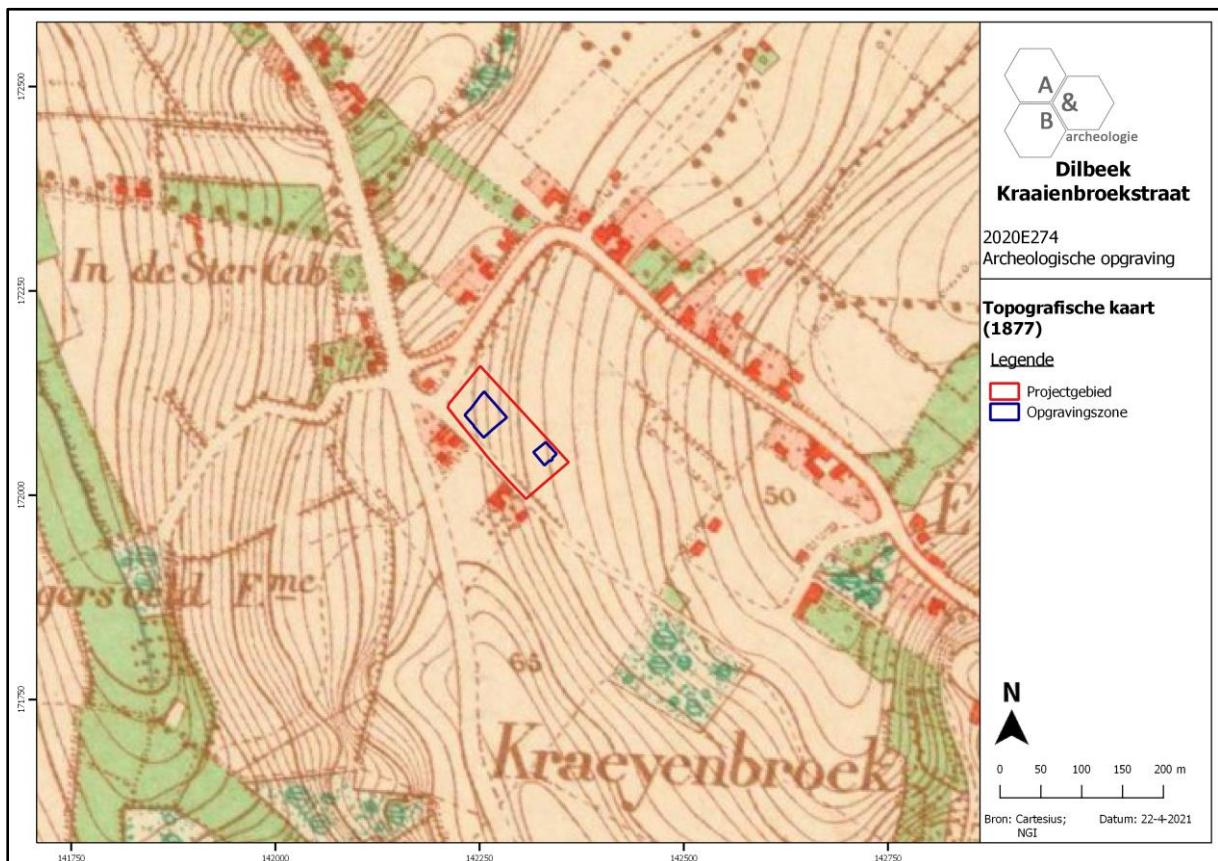 172500
172250
172000
171750
141750
142000
142250
142500
142750
In de Ster Cab
50
E
gersveld F.me
65
Kraeyenbroek
A
&
B
archeologie
Dilbeek
Kraaienbroekstraat
2020E274
Archeologische opgraving
Topografische kaart
(1877)
Legende
Projectgebied
Opgravingszone
N
0 50 100 150 200 m
Bron: Cartesius; Datum: 22-4-2021
NGI